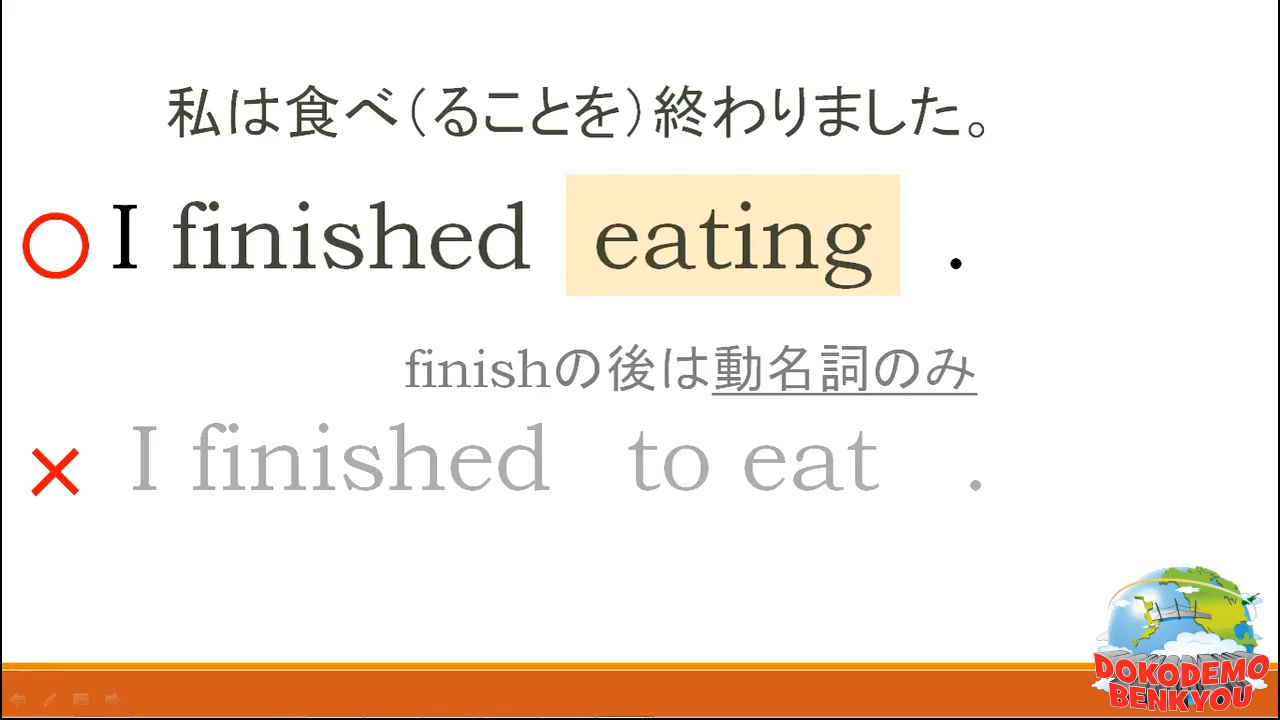 私は食べ（ることを）終わりました。
○ I finished eating .
finishの後は動名詞のみ
× I finished to eat .
DOKODEMO
BENKYOU